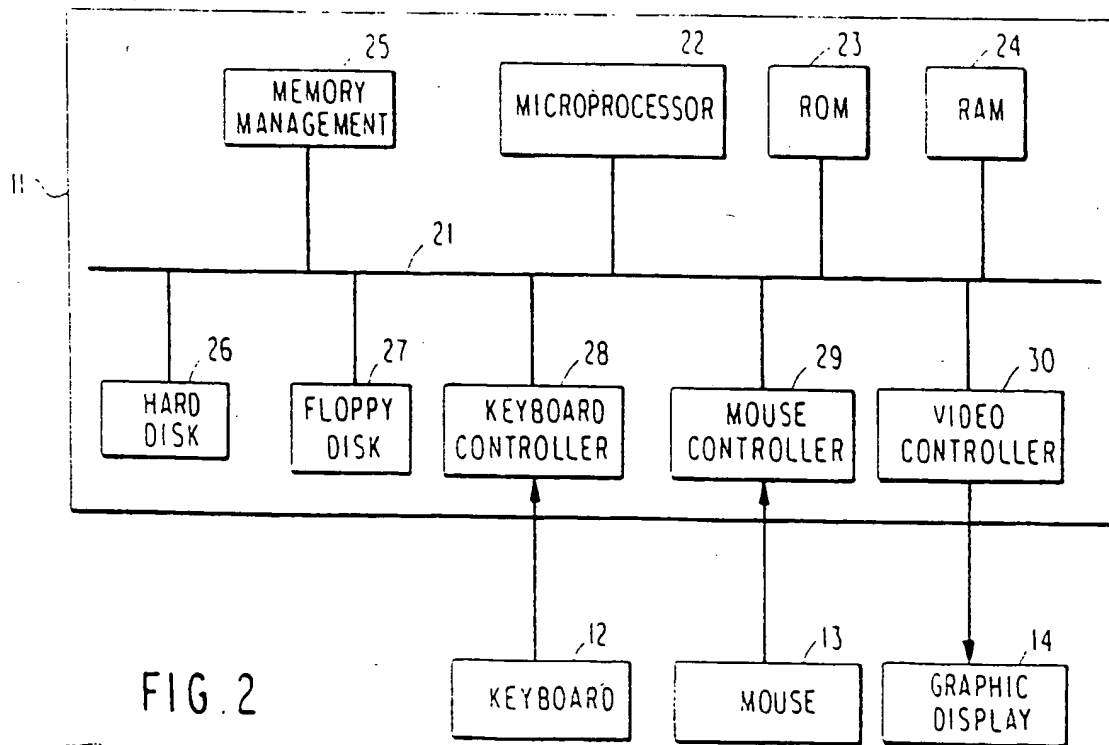 25
22
23
24
MEMORY
MANAGEMENT
MICROPROCESSOR
ROM
RAM
11
21
26
27
28
29
30
HARD
DISK
FLOPPY
DISK
KEYBOARD
CONTROLLER
MOUSE
CONTROLLER
VIDEO
CONTROLLER
12
13
14
KEYBOARD
MOUSE
GRAPHIC
DISPLAY
FIG. 2